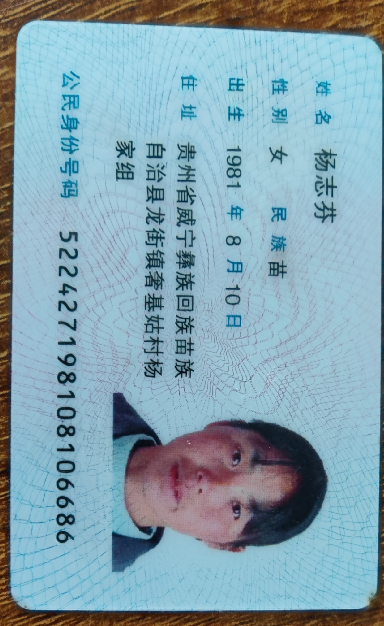 姓名 杨志芬
性别 女 民族 苗
出生 1981 年 8 月 10 日
住址 贵州省威宁彝族回族苗族
自治县龙街镇奢基姑村杨
家组
公民身份号码 522427198108106686